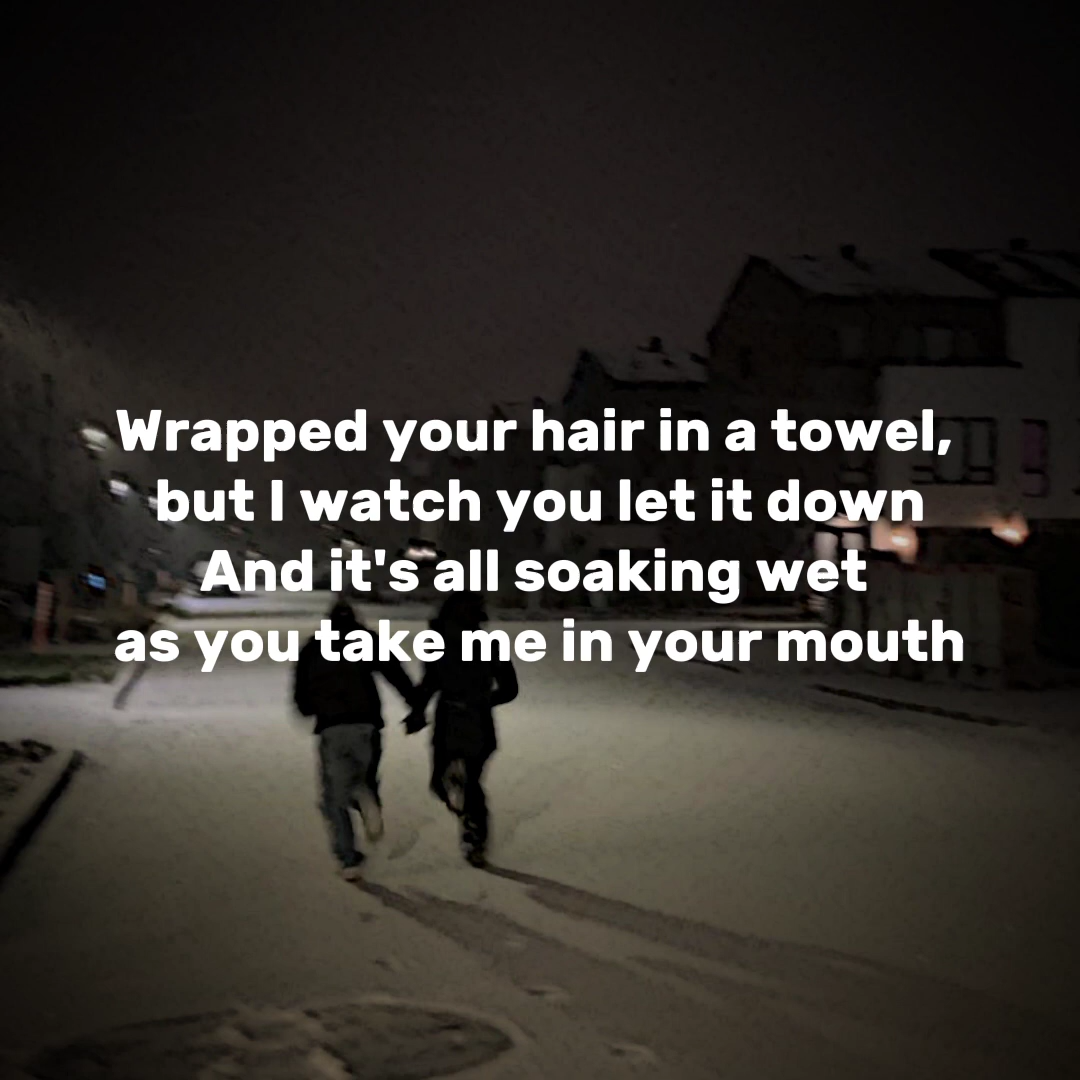 Wrapped your hair in a towel,
but I watch you let it down
And it's all soaking wet
as you take me in your mouth